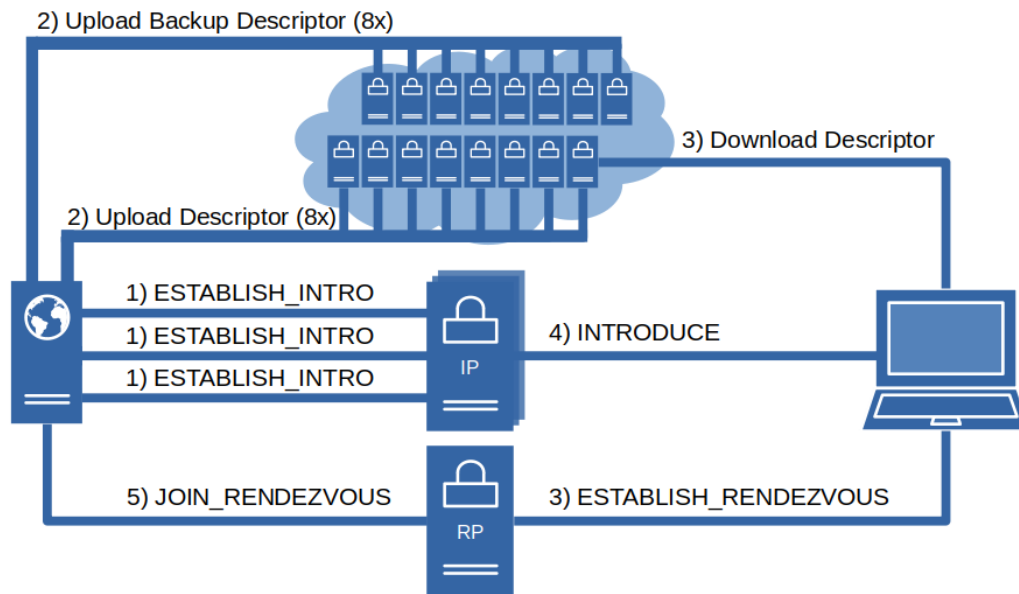 2) Upload Backup Descriptor (8x)
3) Download Descriptor
2) Upload Descriptor (8x)
1) ESTABLISH_INTRO
1) ESTABLISH_INTRO
1) ESTABLISH_INTRO
IP
4) INTRODUCE
5) JOIN_RENDEZVOUS
RP
3) ESTABLISH_RENDEZVOUS